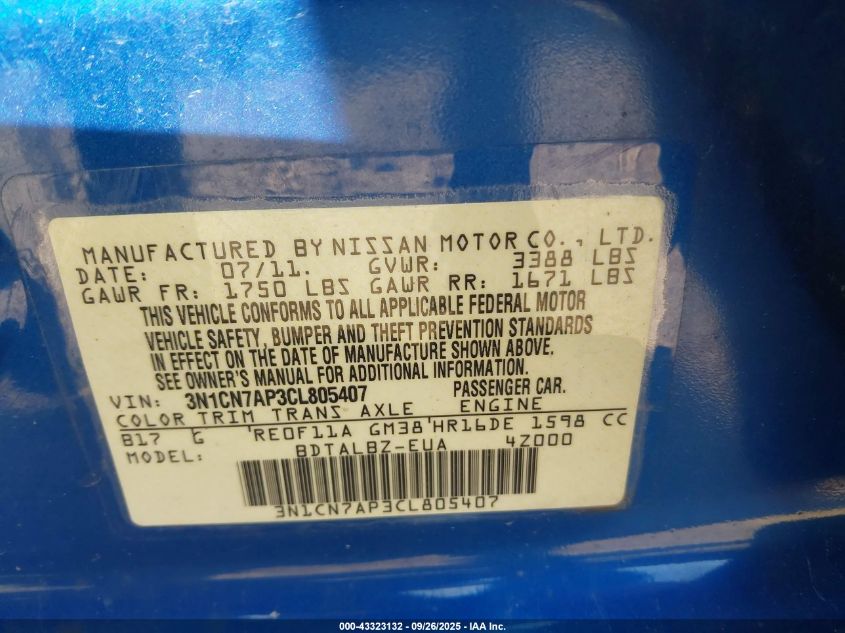 MANUFACTURED BY NISSAN MOTOR CO., LTD.
DATE: 07/11. GVWR: 3388 LBS
GAWR FR: 1750 LBS GAWR RR: 1671 LBS
THIS VEHICLE CONFORMS TO ALL APPLICABLE FEDERAL MOTOR
VEHICLE SAFETY, BUMPER AND THEFT PREVENTION STANDARDS
IN EFFECT ON THE DATE OF MANUFACTURE SHOWN ABOVE.
SEE OWNER'S MANUAL FOR ADDITIONAL INFORMATION.
VIN: 3N1CN7AP3CL805407 PASSENGER CAR.
COLOR TRIM TRANS AXLE ENGINE
B17 G 'RE0F11A GM38'HR16DE 1598 CC
MODEL: BDTALBZ-EUA 4Z000
3N1CN7AP3CL805407
000-43323132 - 09/26/2025 - IAA Inc.